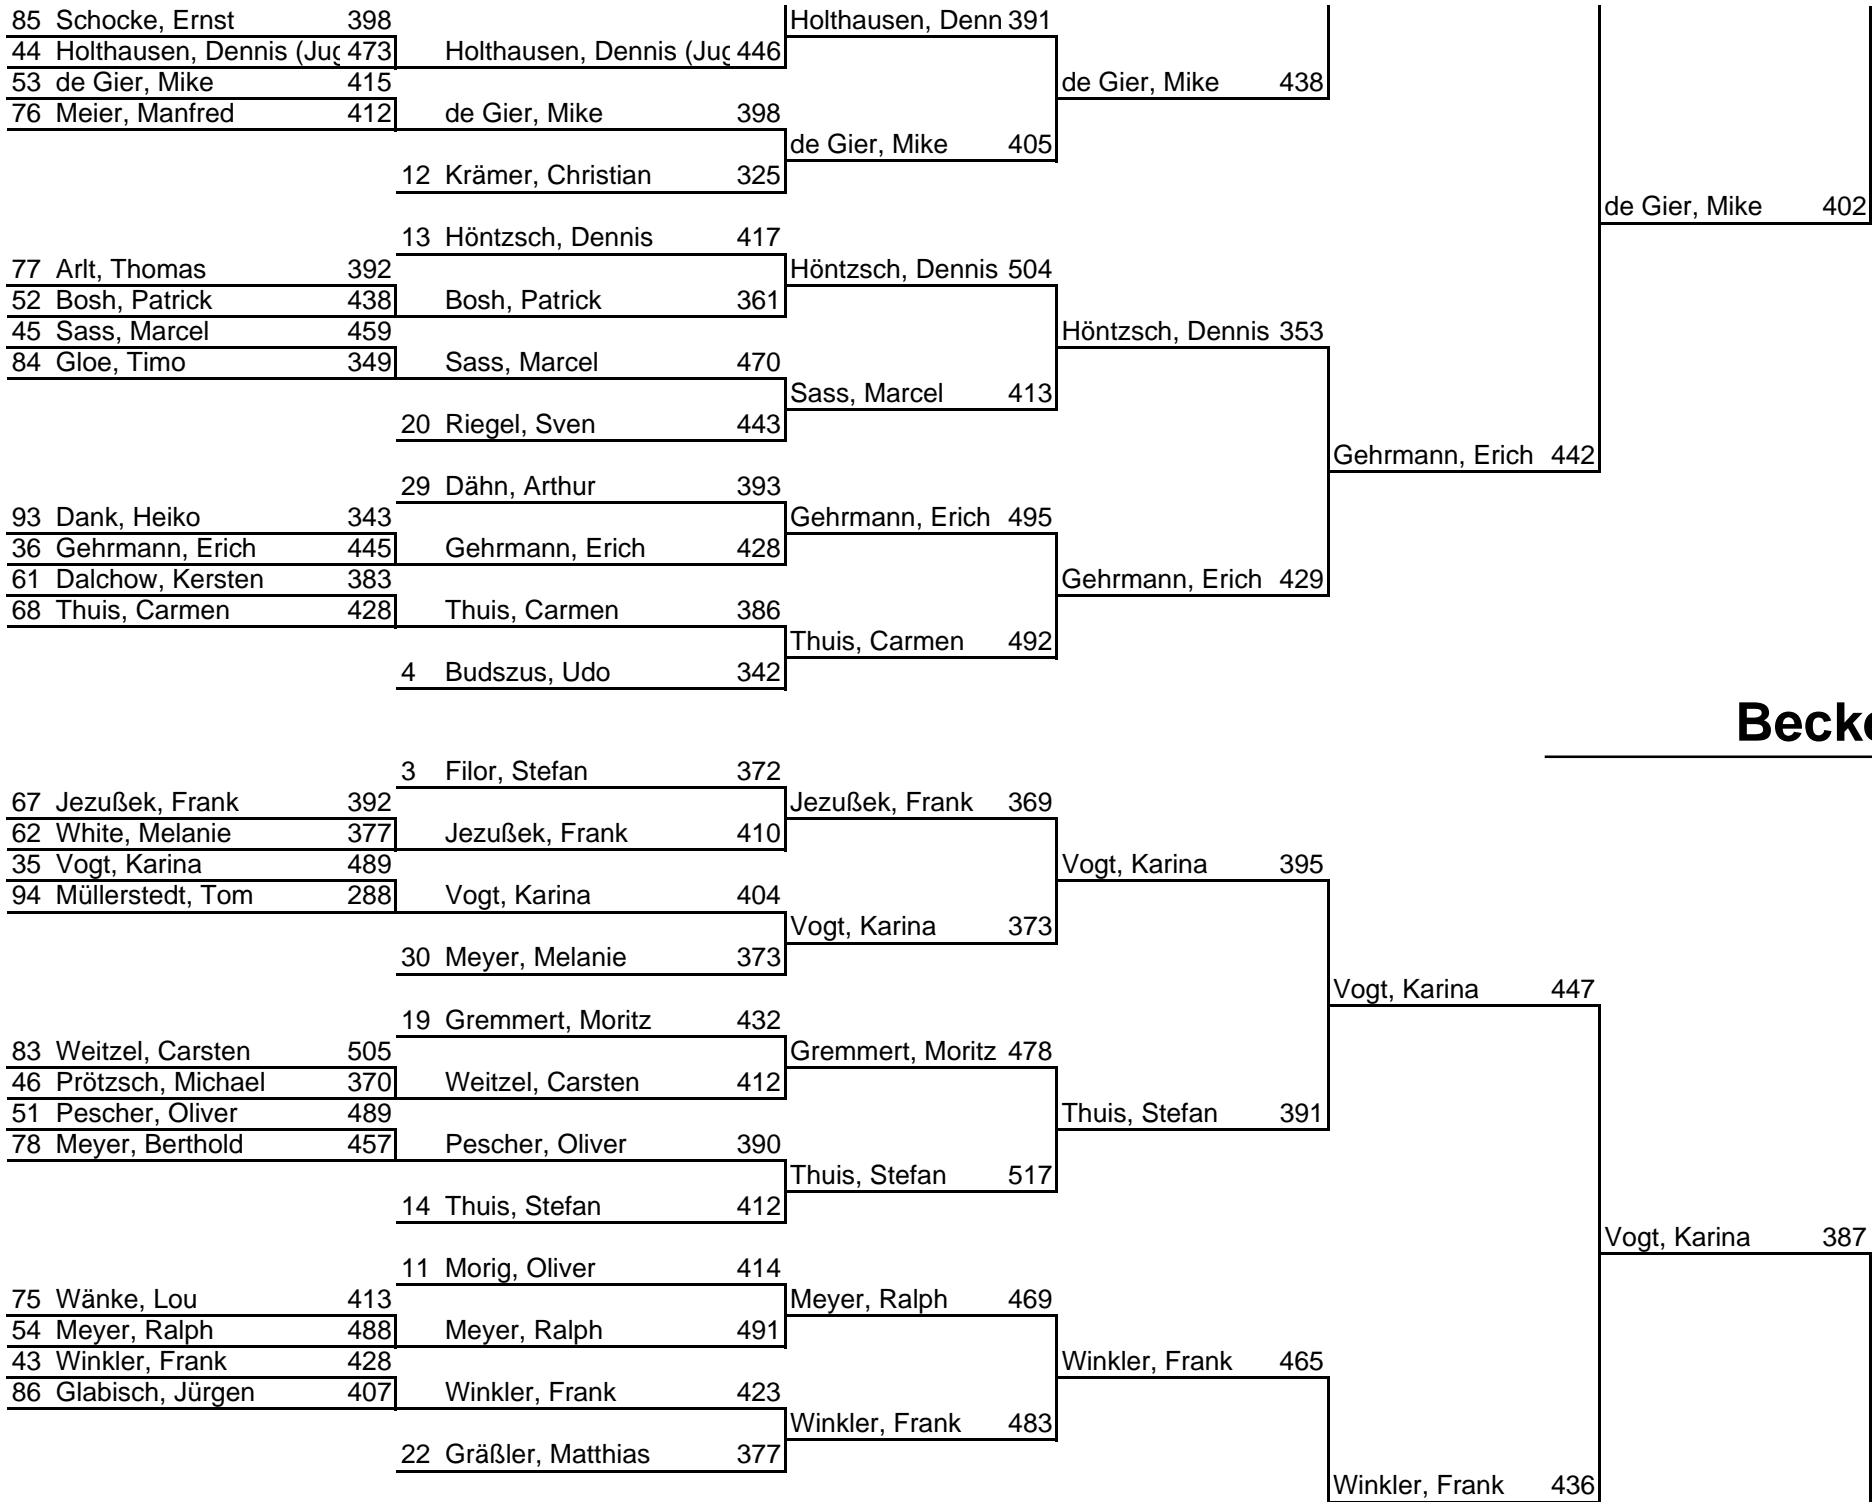 85 Schocke, Ernst 398 Holthausen, Denn 391
44 Holthausen, Dennis (Jug 473 Holthausen, Dennis (Jug 446
53 de Gier, Mike 415 de Gier, Mike 438
76 Meier, Manfred 412 de Gier, Mike 398
de Gier, Mike 405
12 Krämer, Christian 325
de Gier, Mike 402
13 Höntzsch, Dennis 417
77 Arlt, Thomas 392 Höntzsch, Dennis 504
52 Bosh, Patrick 438 Bosh, Patrick 361
45 Sass, Marcel 459 Höntzsch, Dennis 353
84 Gloe, Timo 349 Sass, Marcel 470
Sass, Marcel 413
20 Riegel, Sven 443
Gehrmann, Erich 442
29 Dähn, Arthur 393
93 Dank, Heiko 343 Gehrmann, Erich 495
36 Gehrmann, Erich 445 Gehrmann, Erich 428
61 Dalchow, Kersten 383 Gehrmann, Erich 429
68 Thuis, Carmen 428 Thuis, Carmen 386
Thuis, Carmen 492
4 Budszus, Udo 342
Becke
3 Filor, Stefan 372
67 Jezußek, Frank 392 Jezußek, Frank 369
62 White, Melanie 377 Jezußek, Frank 410
35 Vogt, Karina 489 Vogt, Karina 395
94 Müllerstedt, Tom 288 Vogt, Karina 404
Vogt, Karina 373
30 Meyer, Melanie 373
Vogt, Karina 447
19 Gremmert, Moritz 432
83 Weitzel, Carsten 505 Gremmert, Moritz 478
46 Prötzsch, Michael 370 Weitzel, Carsten 412
51 Pescher, Oliver 489 Thuis, Stefan 391
78 Meyer, Berthold 457 Pescher, Oliver 390
Thuis, Stefan 517
14 Thuis, Stefan 412
Vogt, Karina 387
11 Morig, Oliver 414
75 Wänke, Lou 413 Meyer, Ralph 469
54 Meyer, Ralph 488 Meyer, Ralph 491
43 Winkler, Frank 428 Winkler, Frank 465
86 Glabisch, Jürgen 407 Winkler, Frank 423
Winkler, Frank 483
22 Gräßler, Matthias 377
Winkler, Frank 436